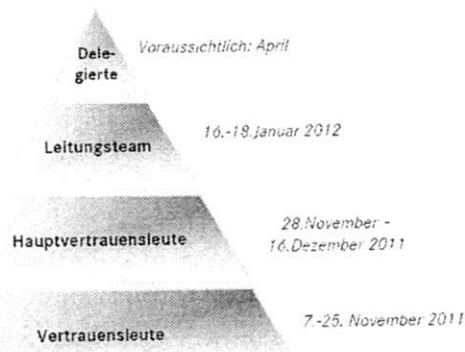 Dele-
gierte
Voraussichtlich: April
Leitungsteam
16.-18.Januar 2012
Hauptvertrauensleute
28.November -
16.Dezember 2011
Vertrauensleute
7.-25. November 2011